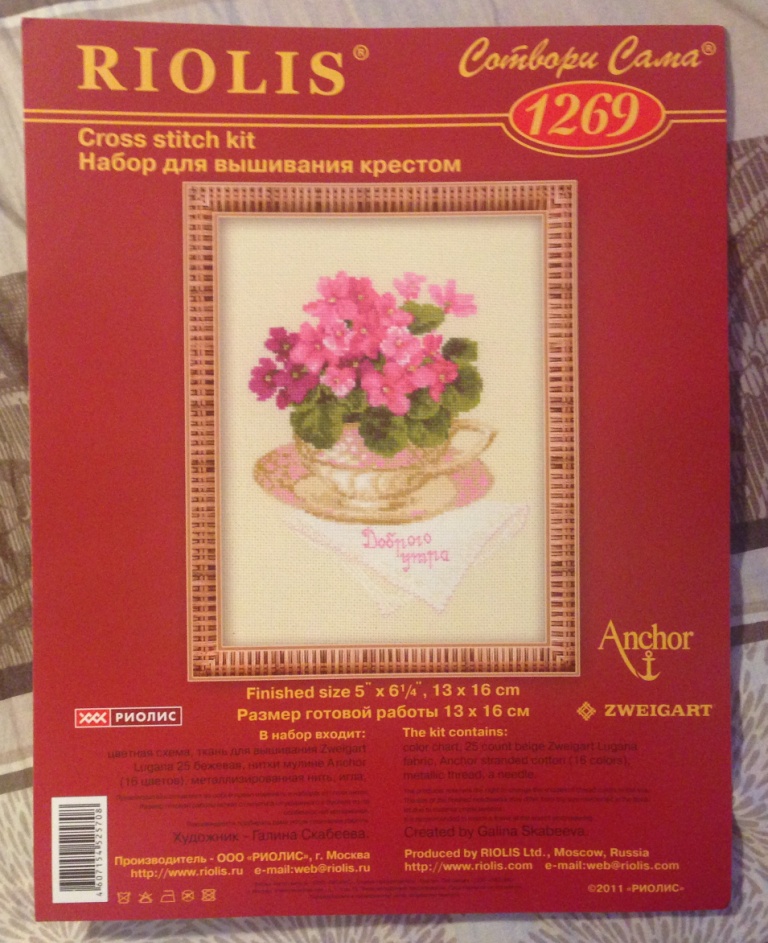 RIOLIS®
Сотвори Сама®
1269
Cross stitch kit
Набор для вышивания крестом
Доброго
утра
Anchor
Finished size 5" x 6¹/₄", 13 x 16 cm
Размер готовой работы 13 x 16 см
РИОЛИС
ZWEIGART
В набор входит:
цветная схема, ткань для вышивания Zweigart
Lugana 25 бежевая, нитки мулине Anchor
(16 цветов), металлизированная нить, игла.
Художник - Галина Скабеева.
Производитель - ООО «РИОЛИС», г. Москва
http://www.riolis.ru e-mail:web@riolis.ru
The kit contains:
color chart, 25 count beige Zweigart Lugana
fabric, Anchor stranded cotton (16 colors),
metallic thread, a needle.
Created by Galina Skabeeva.
Produced by RIOLIS Ltd., Moscow, Russia
http://www.riolis.com e-mail:web@riolis.com
©2011 «РИОЛИС»
4607154525708